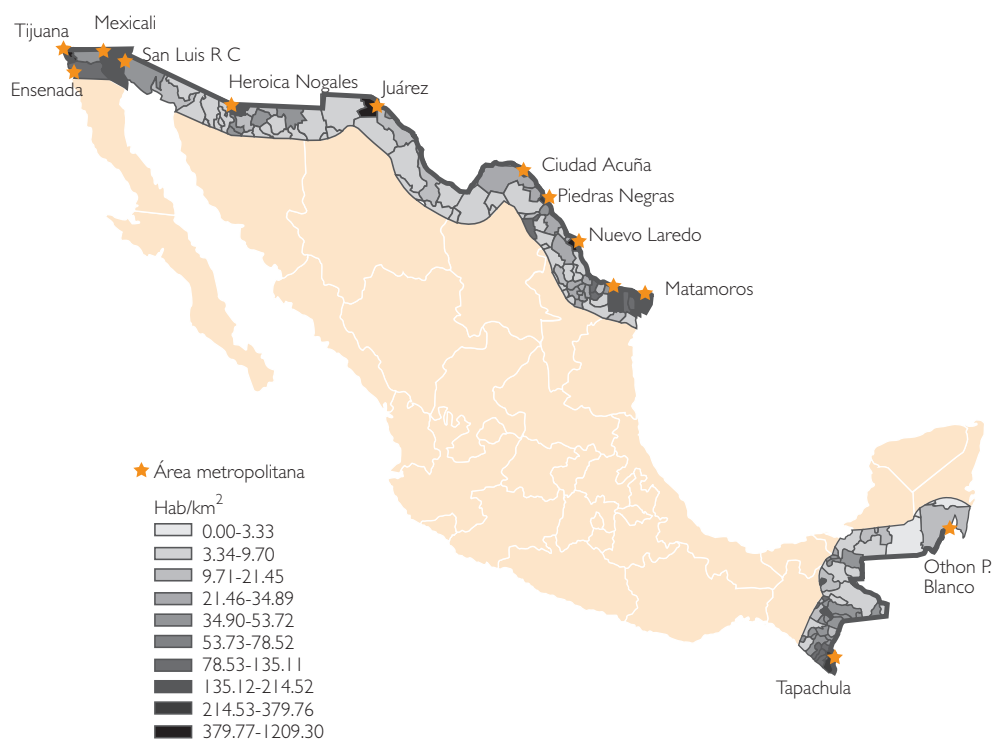 Tijuana
Mexicali
San Luis R C
Ensenada
Heroica Nogales
Juárez
Ciudad Acuña
Piedras Negras
Nuevo Laredo
Matamoros
Área metropolitana
Hab/km²
0.00-3.33
3.34-9.70
9.71-21.45
21.46-34.89
34.90-53.72
53.73-78.52
78.53-135.11
135.12-214.52
214.53-379.76
379.77-1209.30
Othon P.
Blanco
Tapachula